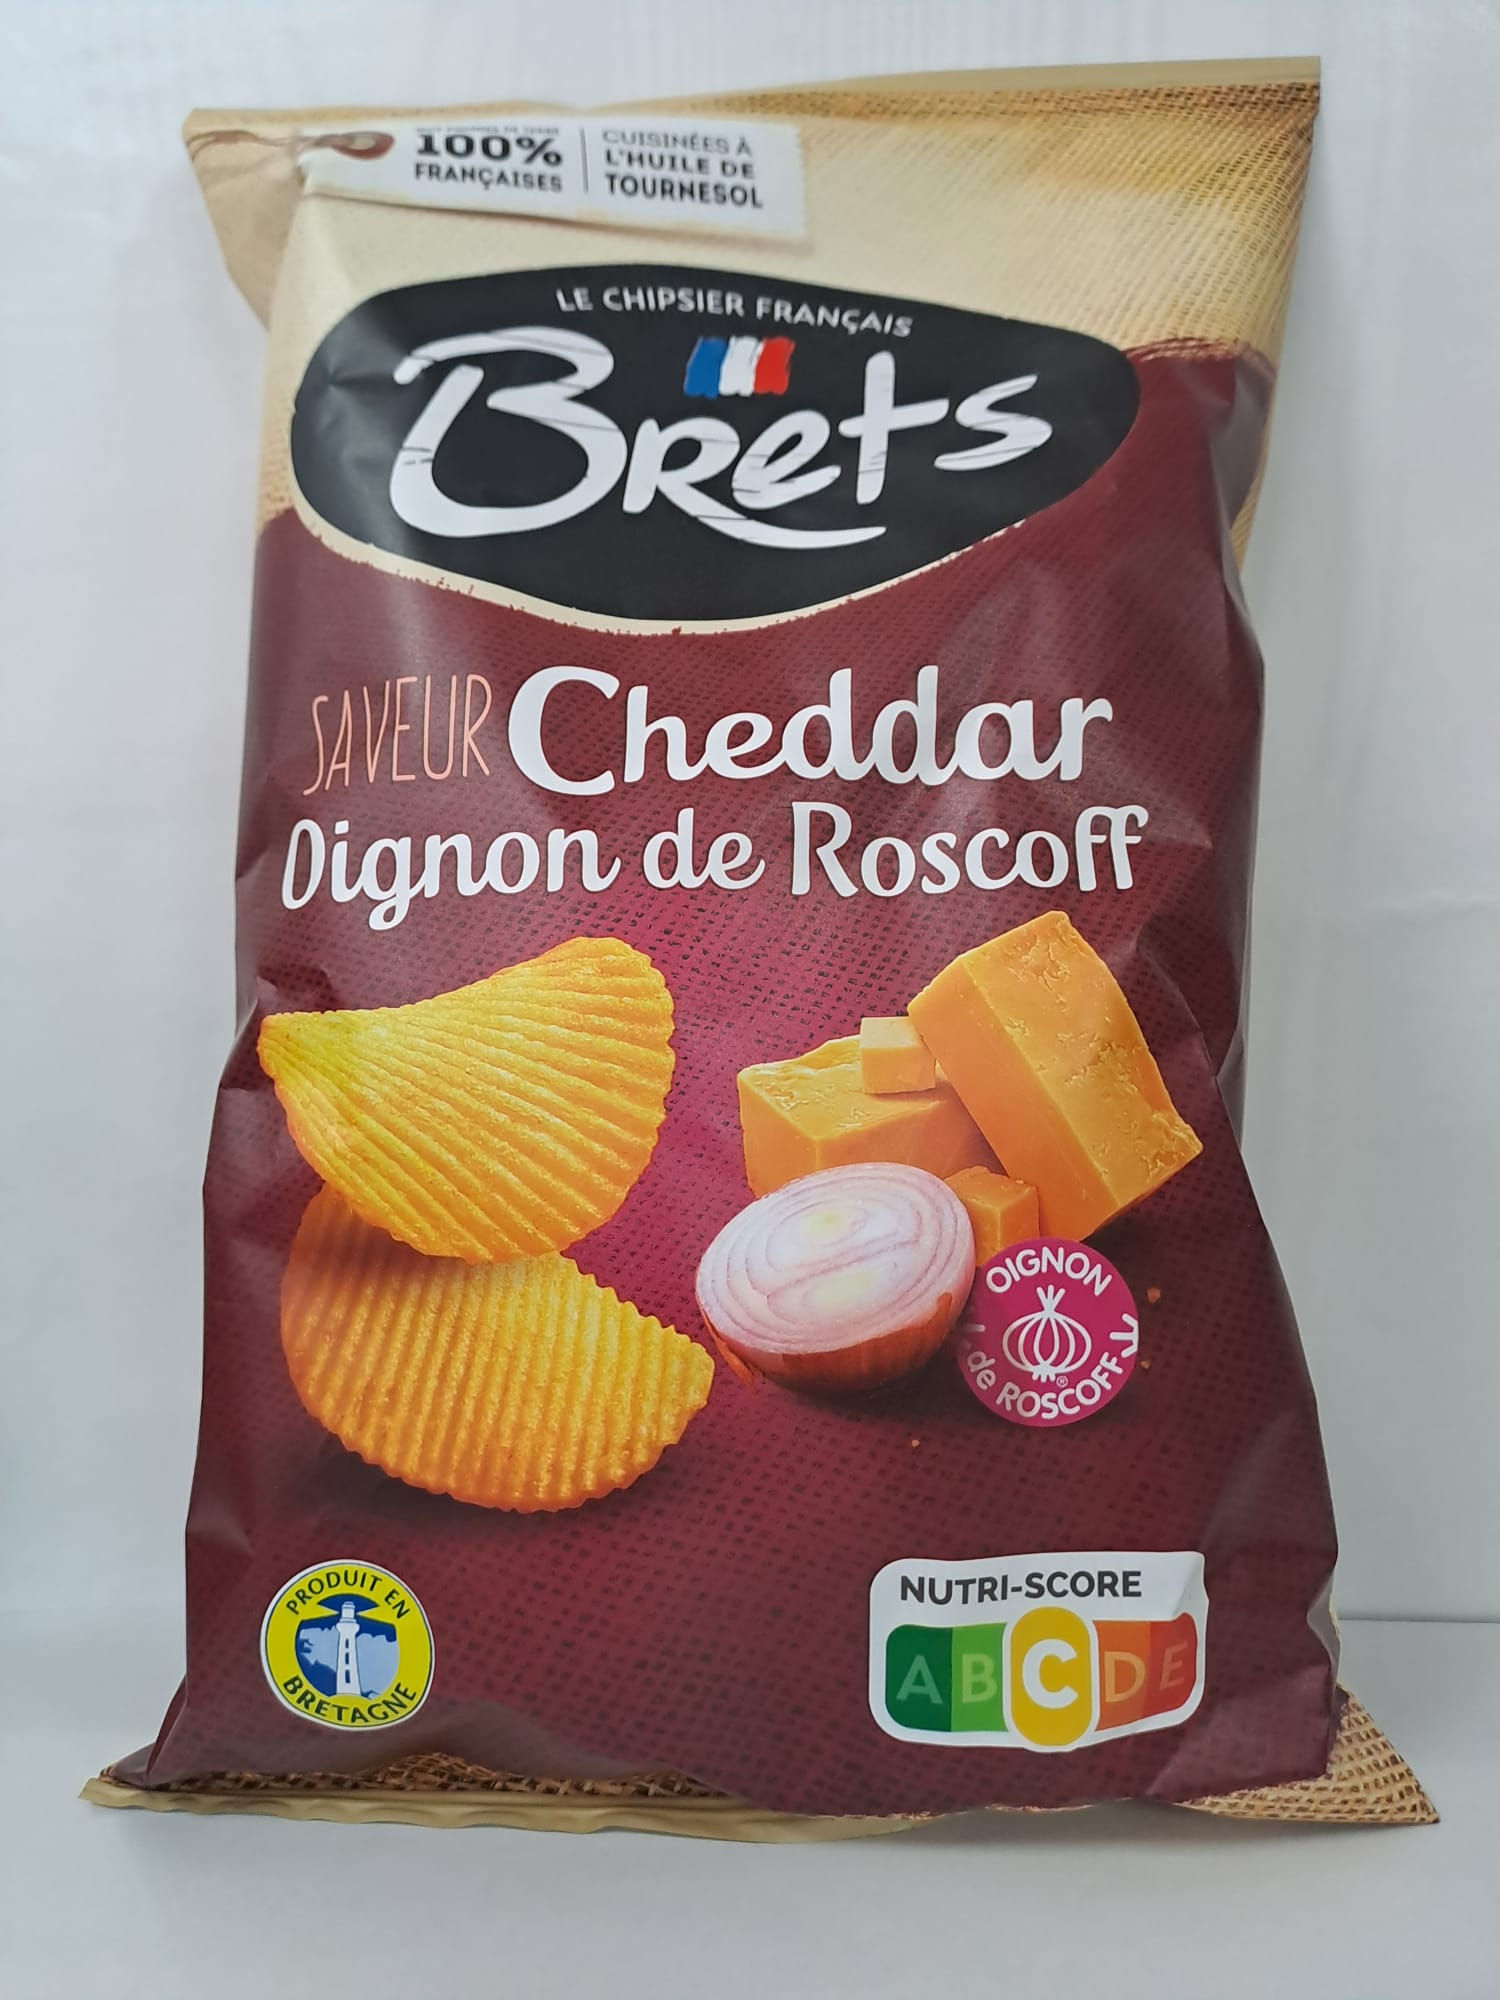 100%
FRANÇAISES
CUISINÉES À
L'HUILE DE
TOURNESOL
LE CHIPSIER FRANÇAIS
Brets
SAVEUR Cheddar
Oignon de Roscoff
OIGNON
de ROSCOFF
®
PRODUIT EN
BRETAGNE
NUTRI-SCORE
A B C D E